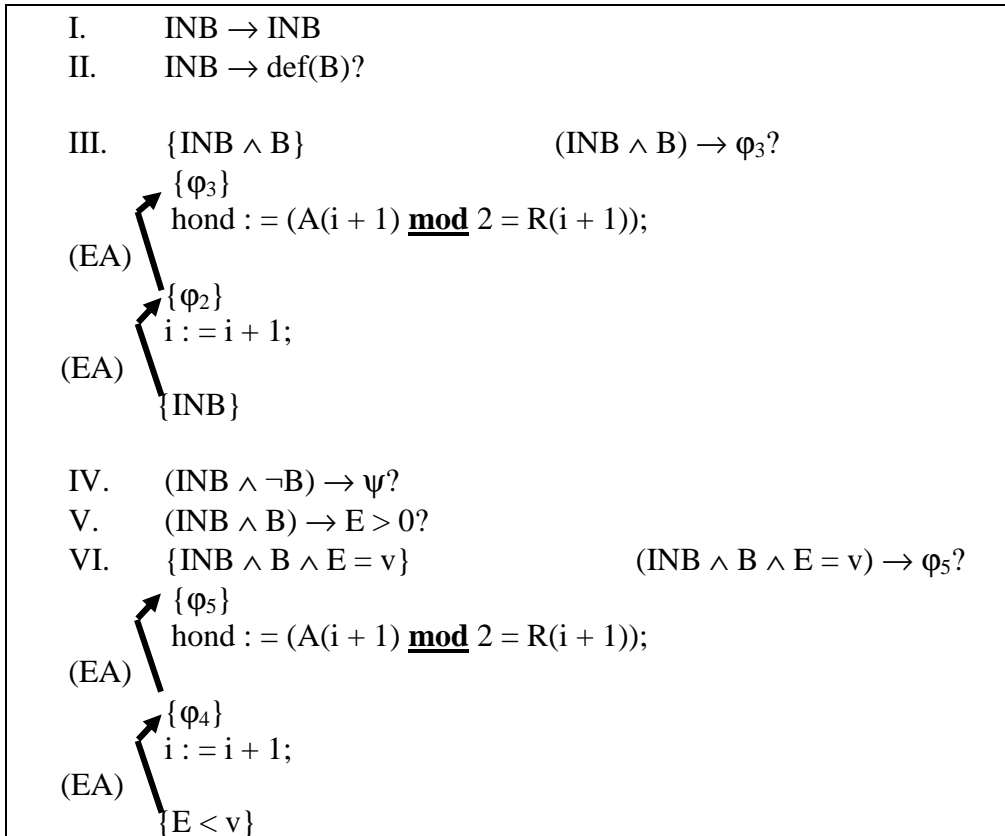 I. INB → INB
II. INB → def(B)?
III. {INB ∧ B} (INB ∧ B) → φ₃?
{φ₃}
hond : = (A(i + 1) mod 2 = R(i + 1));
(EA)
{φ₂}
i : = i + 1;
(EA)
{INB}
IV. (INB ∧ ¬B) → ψ?
V. (INB ∧ B) → E > 0?
VI. {INB ∧ B ∧ E = v} (INB ∧ B ∧ E = v) → φ₅?
{φ₅}
hond : = (A(i + 1) mod 2 = R(i + 1));
(EA)
{φ₄}
i : = i + 1;
(EA)
{E < v}